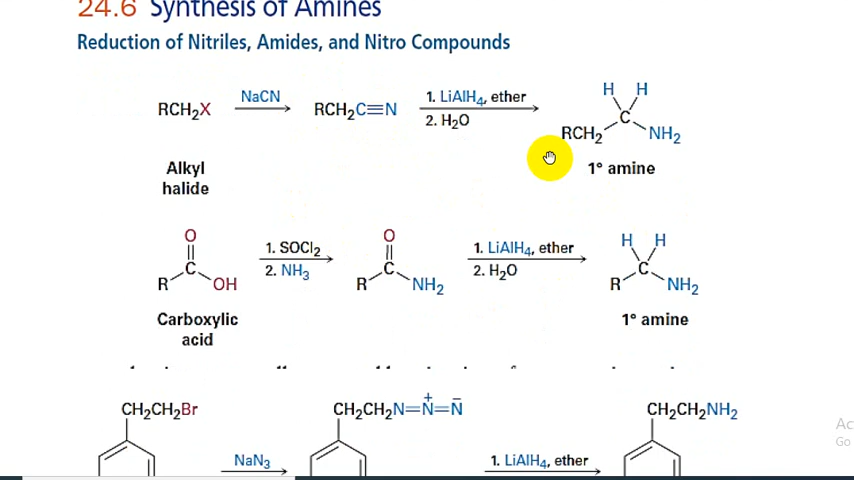 24.6 Synthesis of Amines
Reduction of Nitriles, Amides, and Nitro Compounds
RCH₂X
NaCN
RCH₂C≡N
1. LiAlH₄, ether
2. H₂O
H H
C
RCH₂
NH₂
Alkyl
halide
1° amine
O
C
R
OH
1. SOCl₂
2. NH₃
O
C
R
NH₂
1. LiAlH₄, ether
2. H₂O
H H
C
R
NH₂
Carboxylic
acid
1° amine
CH₂CH₂Br
CH₂CH₂N=N⁺=N⁻
CH₂CH₂NH₂
NaN₃
1. LiAlH₄, ether
Ac
Go